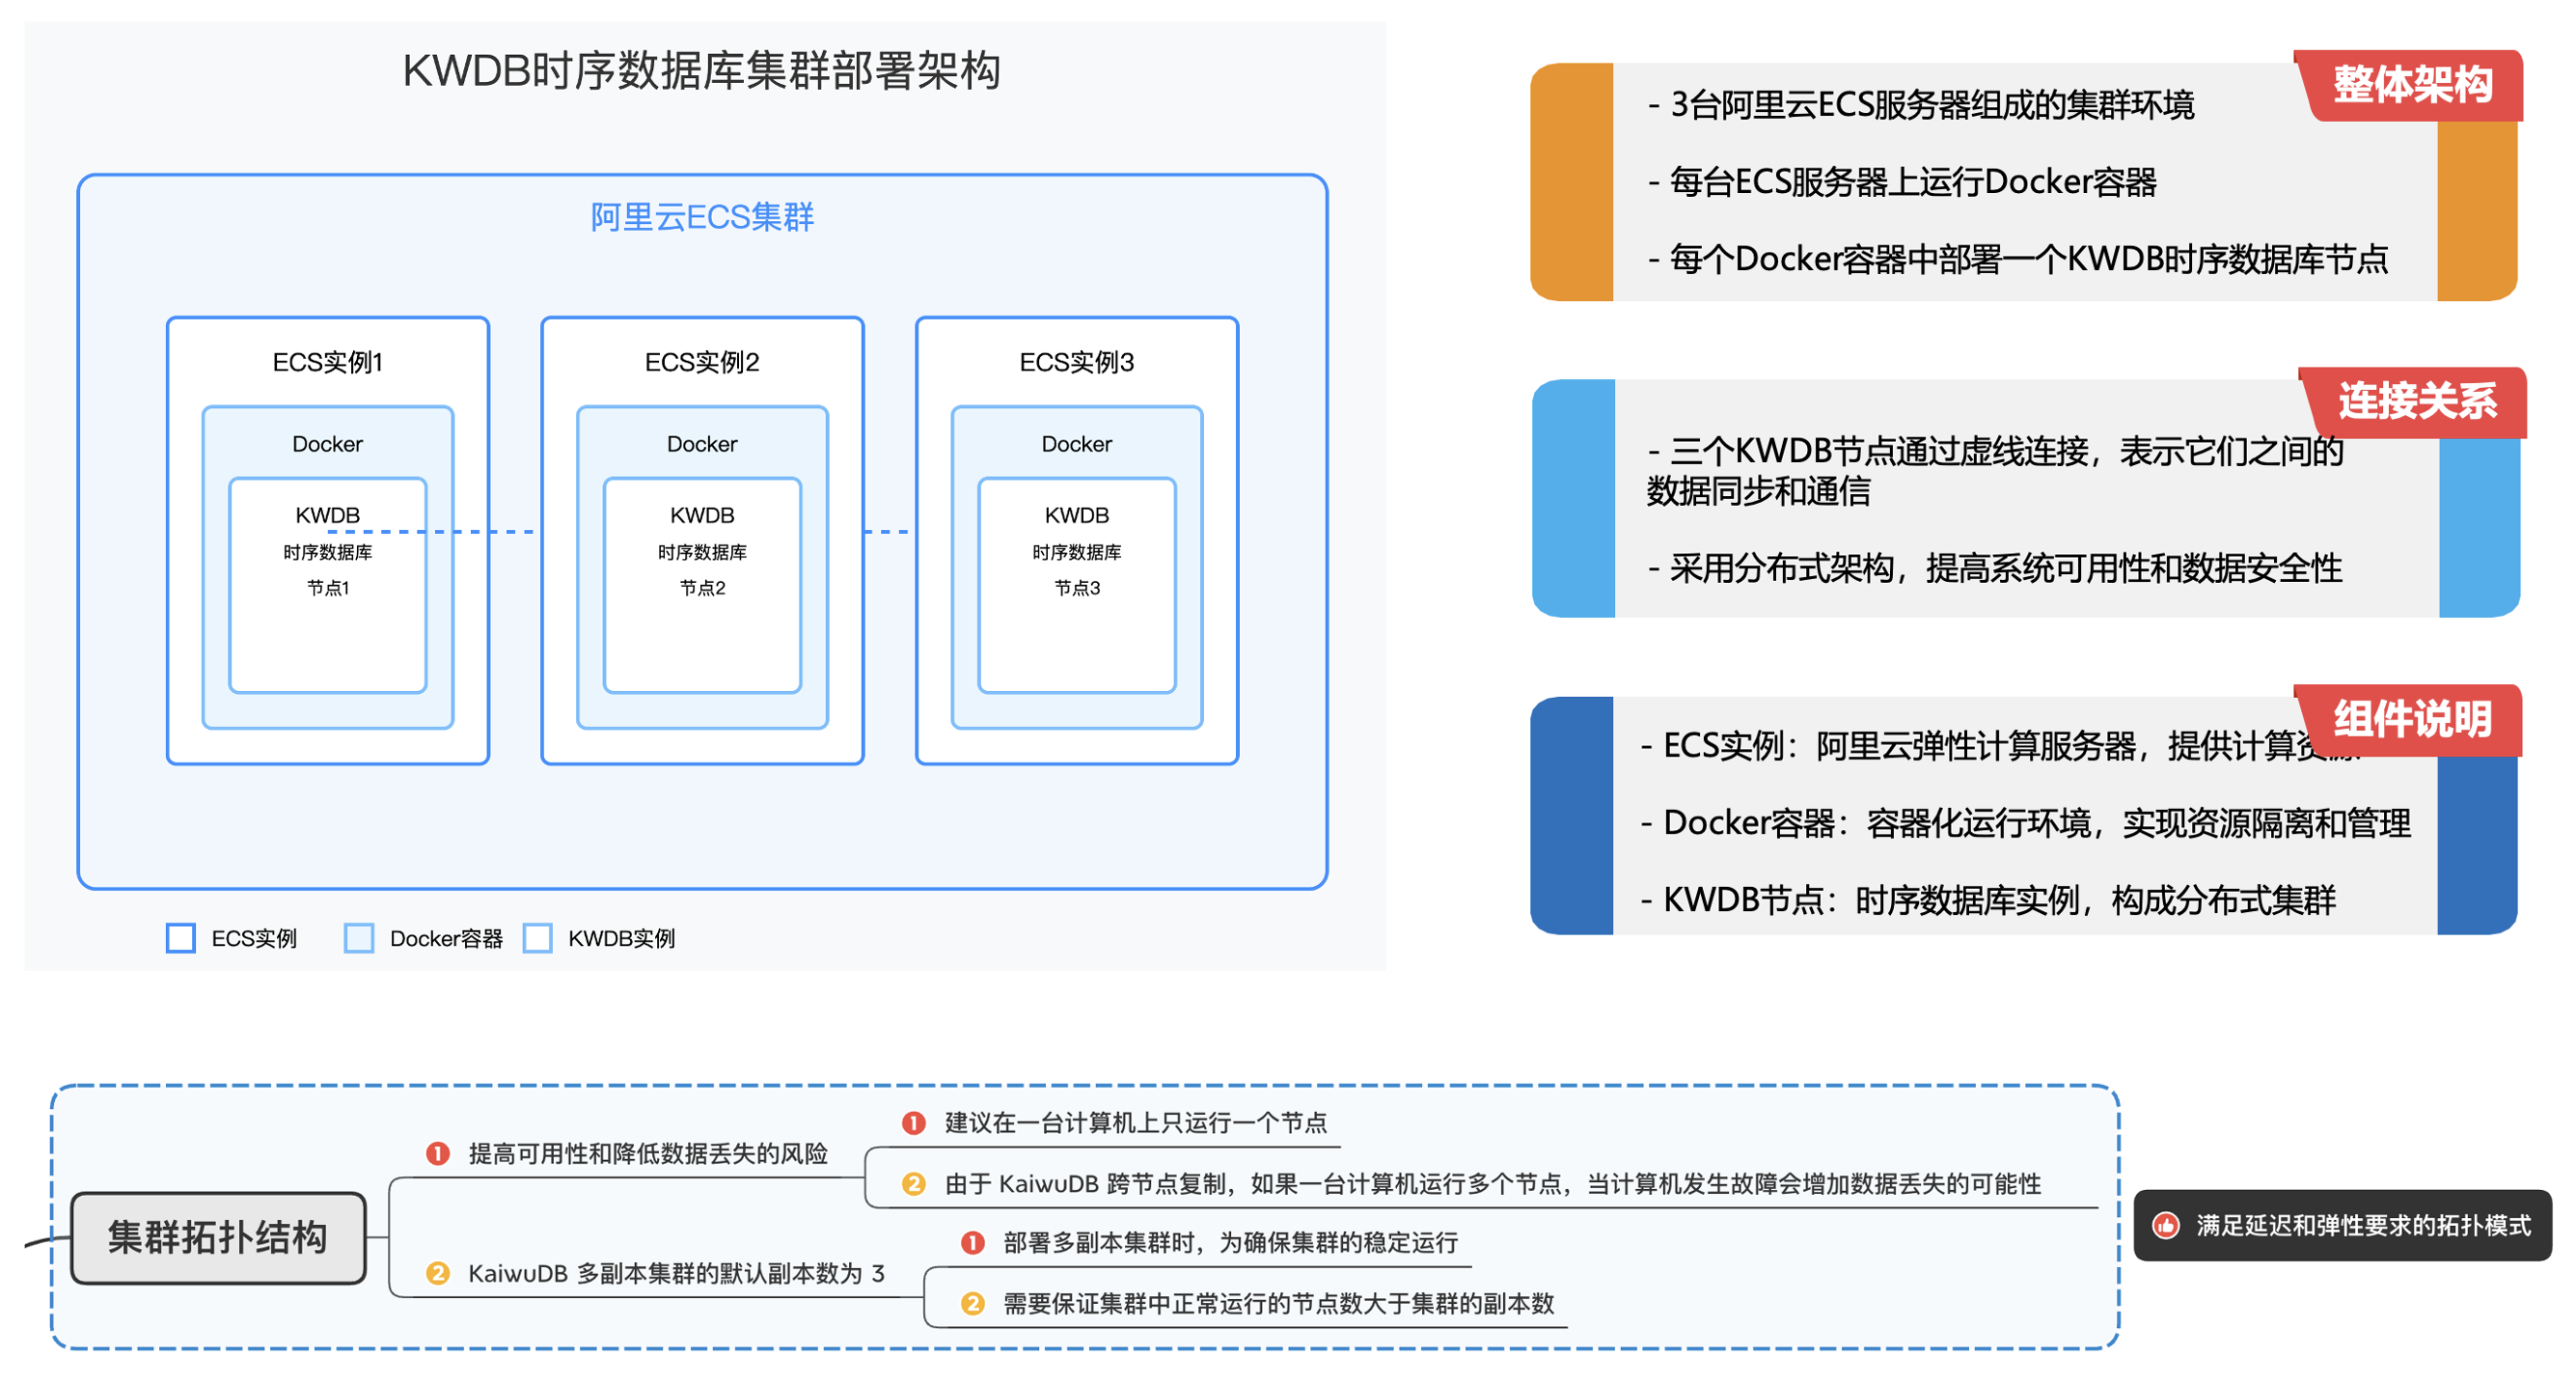 KWDB时序数据库集群部署架构
阿里云ECS集群
ECS实例1
Docker
KWDB
时序数据库
节点1
ECS实例2
Docker
KWDB
时序数据库
节点2
ECS实例3
Docker
KWDB
时序数据库
节点3
ECS实例
Docker容器
KWDB实例
整体架构
- 3台阿里云ECS服务器组成的集群环境
- 每台ECS服务器上运行Docker容器
- 每个Docker容器中部署一个KWDB时序数据库节点
连接关系
- 三个KWDB节点通过虚线连接，表示它们之间的
数据同步和通信
- 采用分布式架构，提高系统可用性和数据安全性
组件说明
- ECS实例：阿里云弹性计算服务器，提供计算资源
- Docker容器：容器化运行环境，实现资源隔离和管理
- KWDB节点：时序数据库实例，构成分布式集群
集群拓扑结构
1 提高可用性和降低数据丢失的风险
1 建议在一台计算机上只运行一个节点
2 由于 KaiwuDB 跨节点复制，如果一台计算机运行多个节点，当计算机发生故障会增加数据丢失的可能性
2 KaiwuDB 多副本集群的默认副本数为 3
1 部署多副本集群时，为确保集群的稳定运行
2 需要保证集群中正常运行的节点数大于集群的副本数
满足延迟和弹性要求的拓扑模式